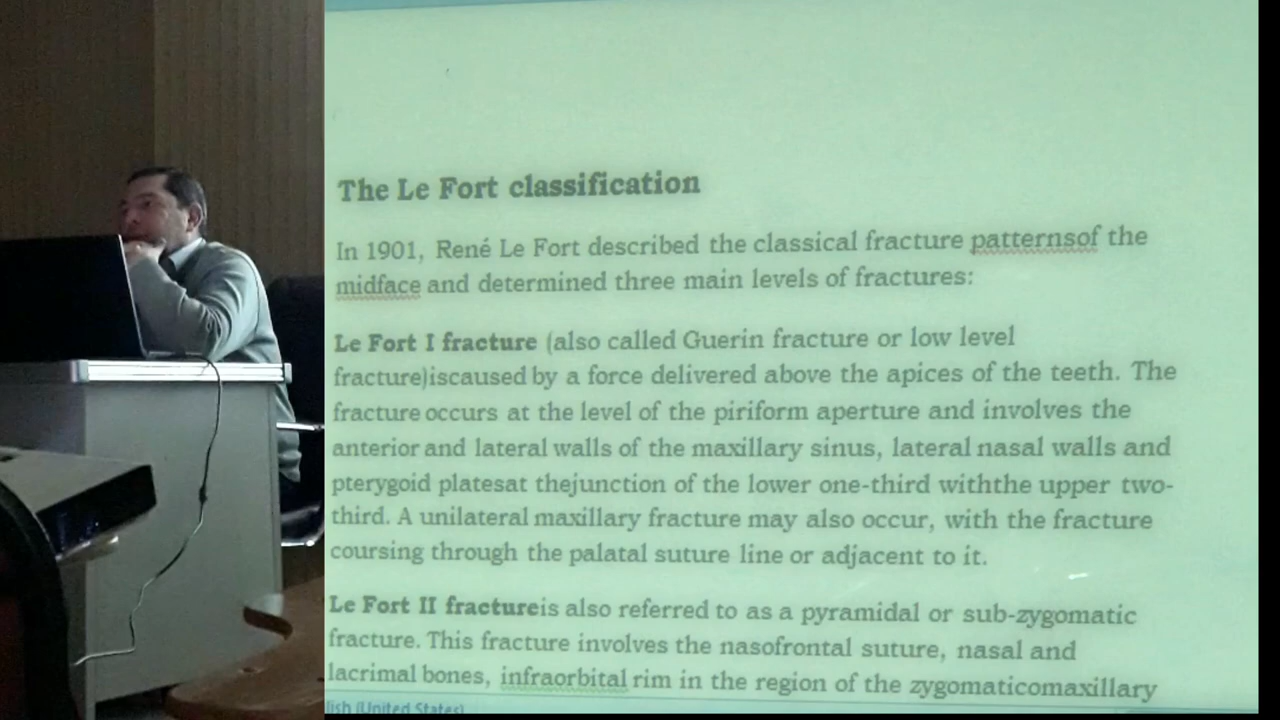 The Le Fort classification
In 1901, René Le Fort described the classical fracture patternsof the
midface and determined three main levels of fractures:
Le Fort I fracture (also called Guerin fracture or low level
fracture)iscaused by a force delivered above the apices of the teeth. The
fracture occurs at the level of the piriform aperture and involves the
anterior and lateral walls of the maxillary sinus, lateral nasal walls and
pterygoid platesat thejunction of the lower one-third withthe upper two-
third. A unilateral maxillary fracture may also occur, with the fracture
coursing through the palatal suture line or adjacent to it.
Le Fort II fractureis also referred to as a pyramidal or sub-zygomatic
fracture. This fracture involves the nasofrontal suture, nasal and
lacrimal bones, infraorbital rim in the region of the zygomaticomaxillary
lish (United States)